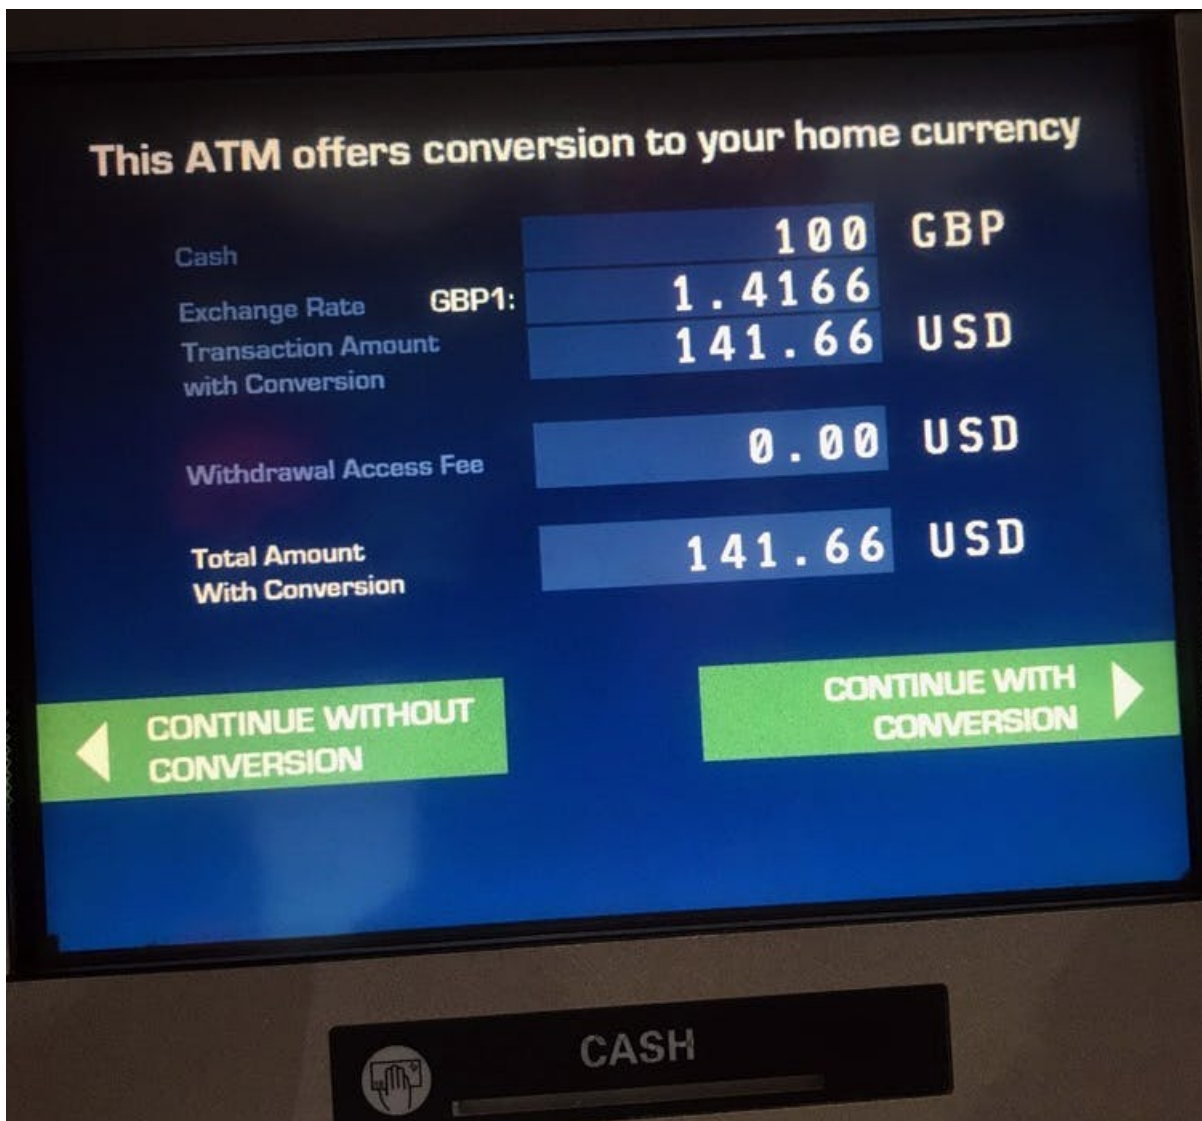 This ATM offers conversion to your home currency
Cash 100 GBP
Exchange Rate GBP1: 1.4166
Transaction Amount
with Conversion 141.66 USD
Withdrawal Access Fee 0.00 USD
Total Amount
With Conversion 141.66 USD
CONTINUE WITHOUT
CONVERSION
CONTINUE WITH
CONVERSION
CASH